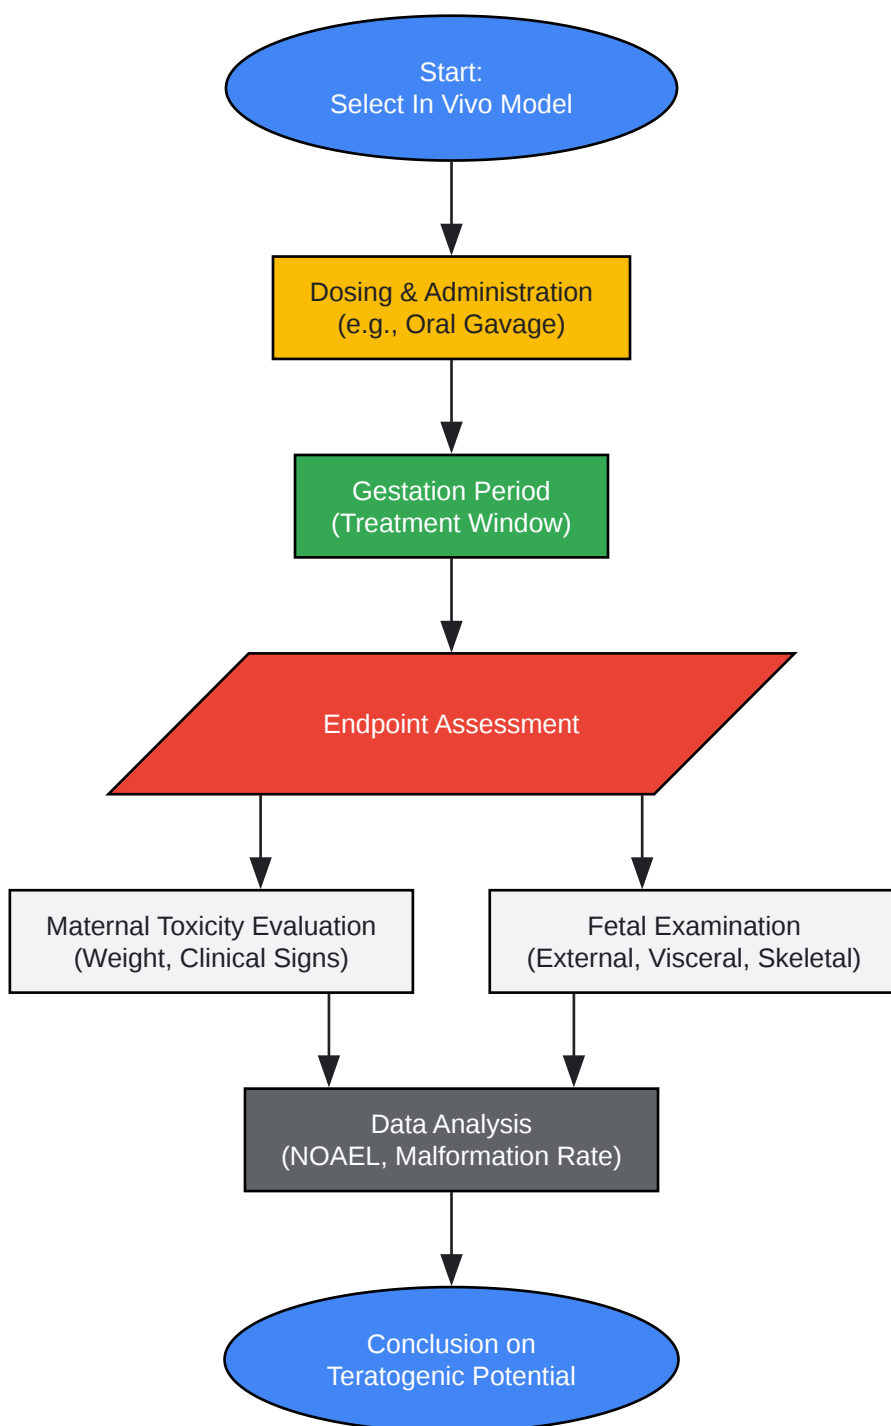 Start:
Select In Vivo Model
Dosing & Administration
(e.g., Oral Gavage)
Gestation Period
(Treatment Window)
Endpoint Assessment
Maternal Toxicity Evaluation
(Weight, Clinical Signs)
Fetal Examination
(External, Visceral, Skeletal)
Data Analysis
(NOAEL, Malformation Rate)
Conclusion on
Teratogenic Potential